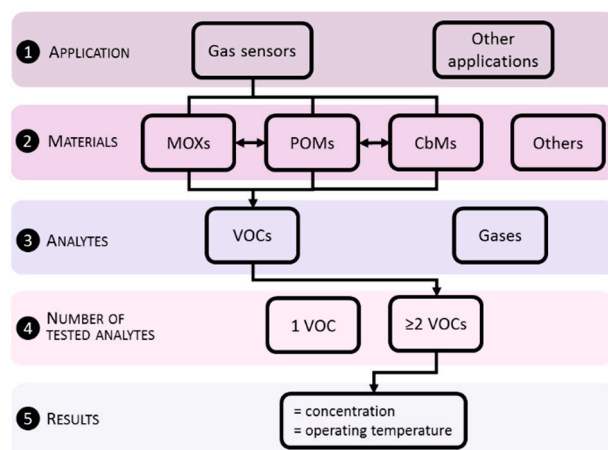 1 APPLICATION
Gas sensors
Other
applications
2 MATERIALS
MOXs
POMs
CbMs
Others
3 ANALYTES
VOCs
Gases
4 NUMBER OF
TESTED ANALYTES
1 VOC
≥2 VOCs
5 RESULTS
= concentration
= operating temperature